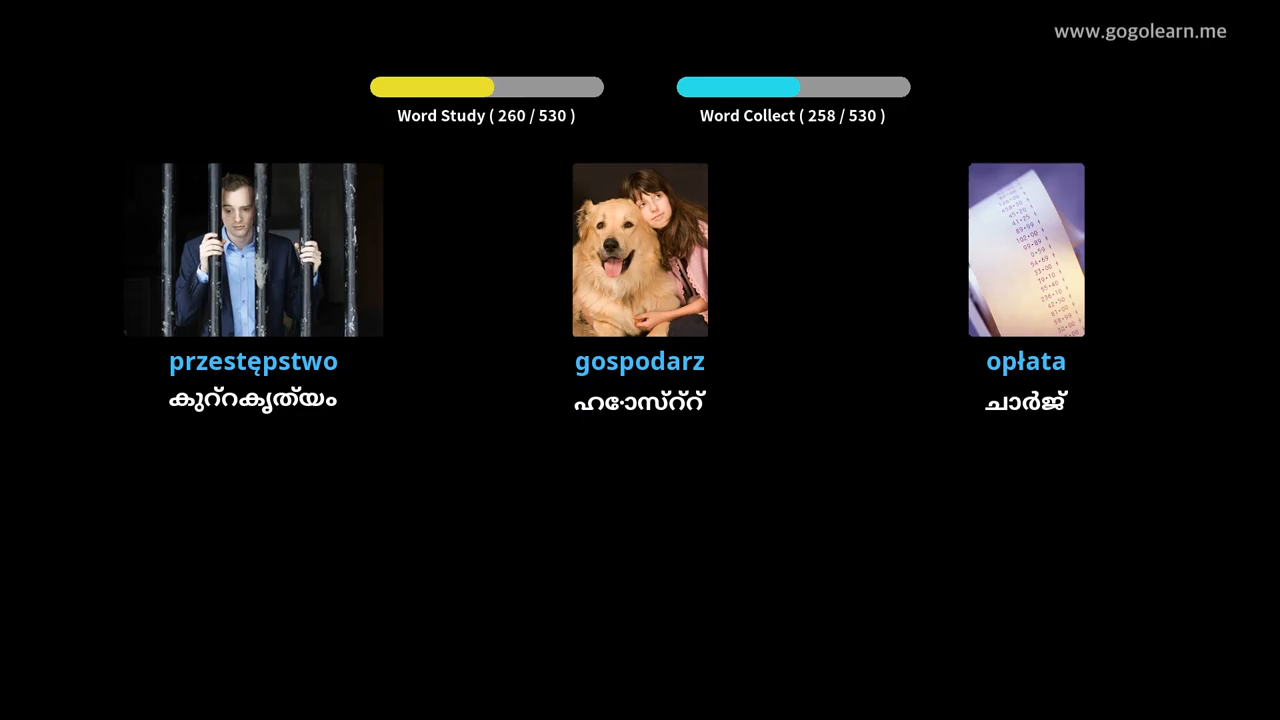 www.gogolearn.me
Word Study ( 260 / 530 )
Word Collect ( 258 / 530 )
przestępstwo
gospodarz
opłata
കുറ്റകൃത്യം
ഹോസ്റ്റ്
ചാർജ്